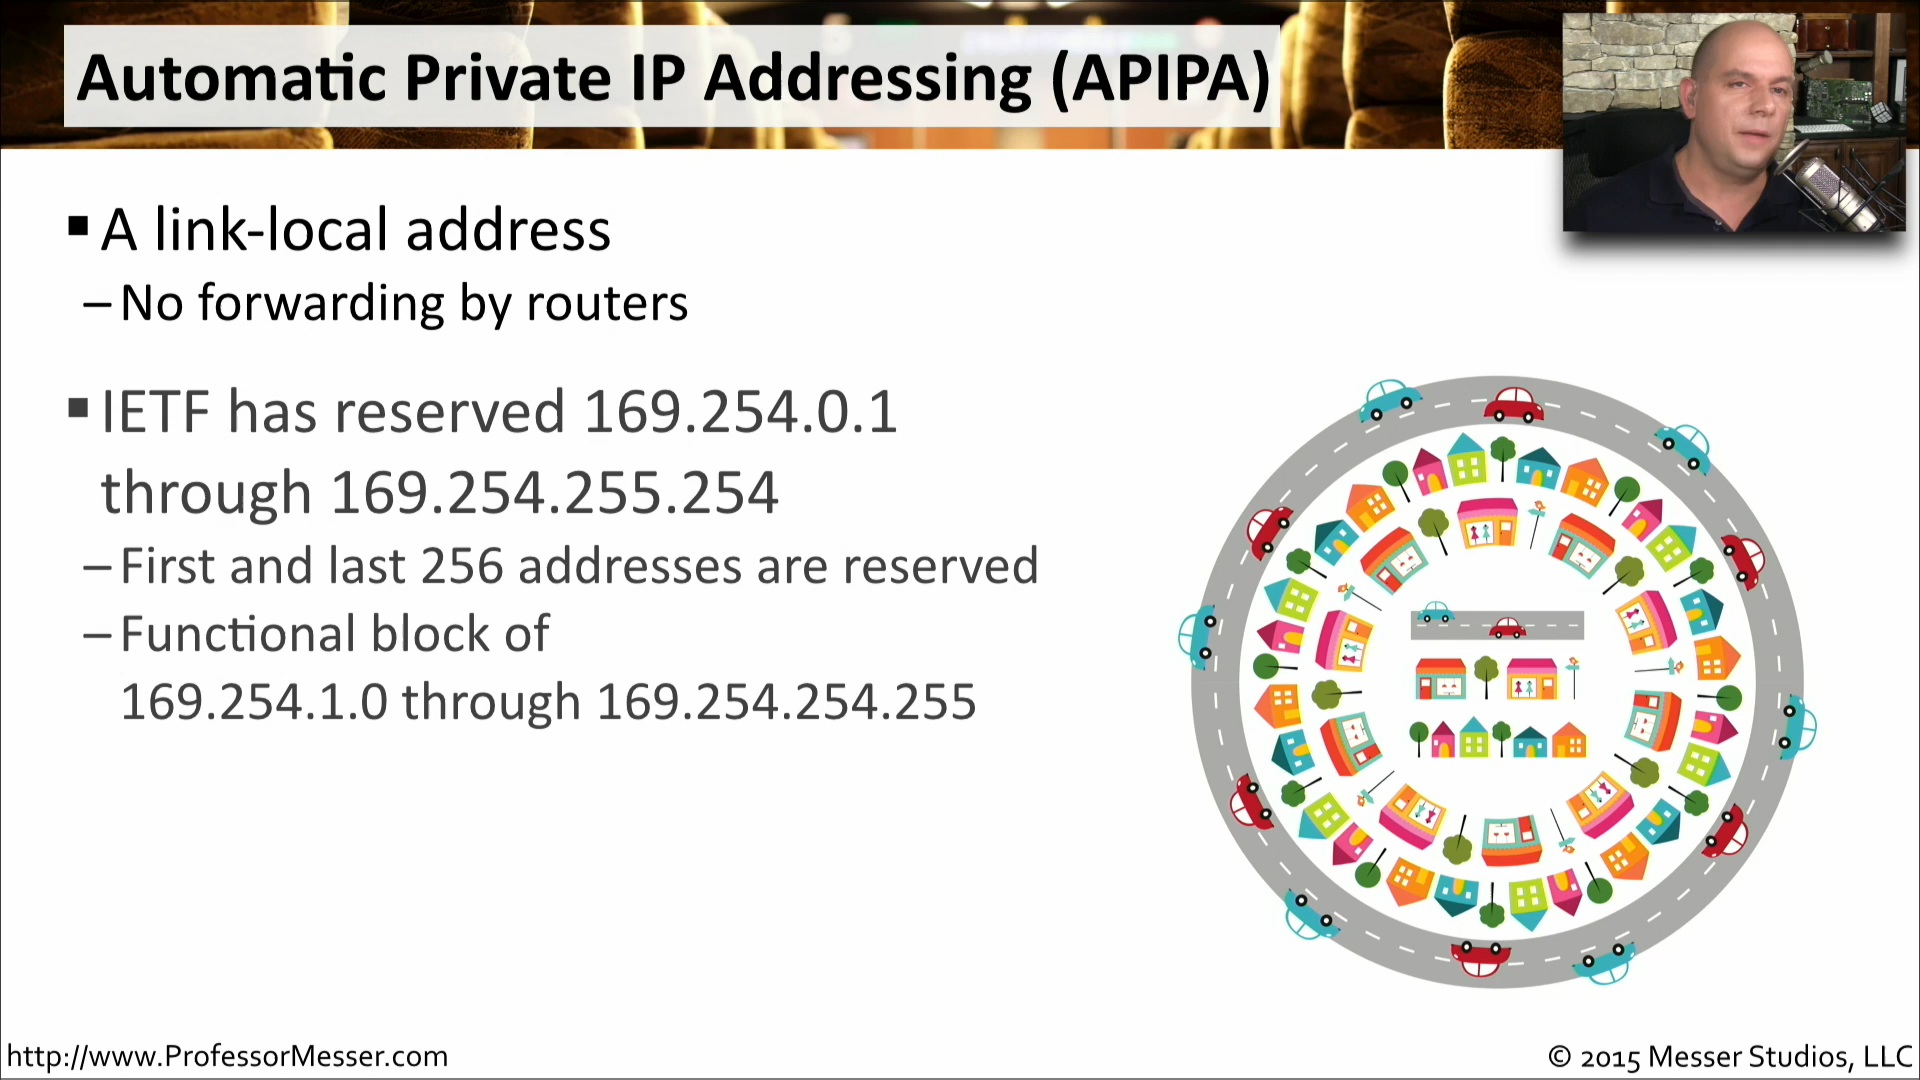 Automatic Private IP Addressing (APIPA)
▪ A link-local address
– No forwarding by routers
▪ IETF has reserved 169.254.0.1
through 169.254.255.254
– First and last 256 addresses are reserved
– Functional block of
169.254.1.0 through 169.254.254.255
http://www.ProfessorMesser.com
© 2015 Messer Studios, LLC